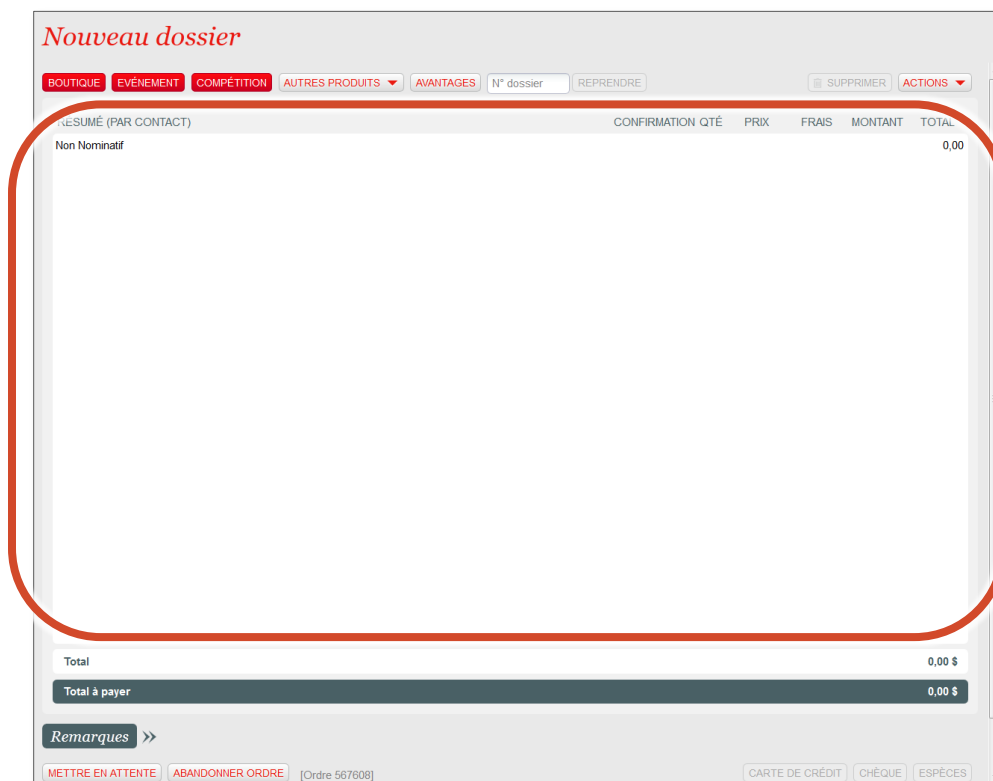 Nouveau dossier
BOUTIQUE EVÉNEMENT COMPÉTITION AUTRES PRODUITS AVANTAGES N° dossier REPRENDRE SUPPRIMER ACTIONS
RESUMÉ (PAR CONTACT) CONFIRMATION QTÉ PRIX FRAIS MONTANT TOTAL
Non Nominatif 0,00
Total 0,00 $
Total à payer 0,00 $
Remarques »
METTRE EN ATTENTE ABANDONNER ORDRE [Ordre 567608] CARTE DE CRÉDIT CHÈQUE ESPÈCES